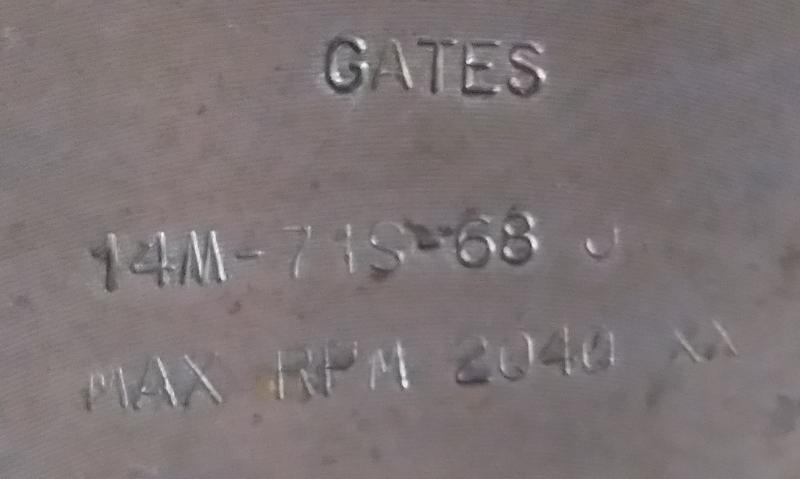 GATES
14M-71S-68 J
MAX RPM 2040